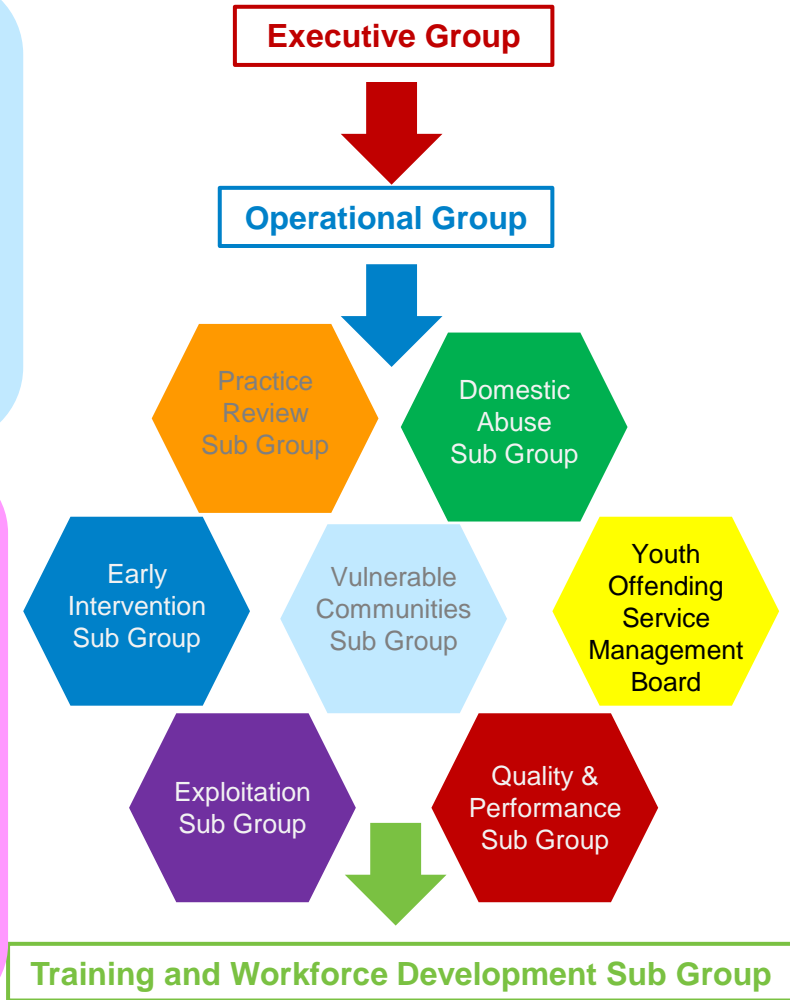 Executive Group
Operational Group
Practice
Review
Sub Group
Domestic
Abuse
Sub Group
Early
Intervention
Sub Group
Vulnerable
Communities
Sub Group
Youth
Offending
Service
Management
Board
Exploitation
Sub Group
Quality &
Performance
Sub Group
Training and Workforce Development Sub Group